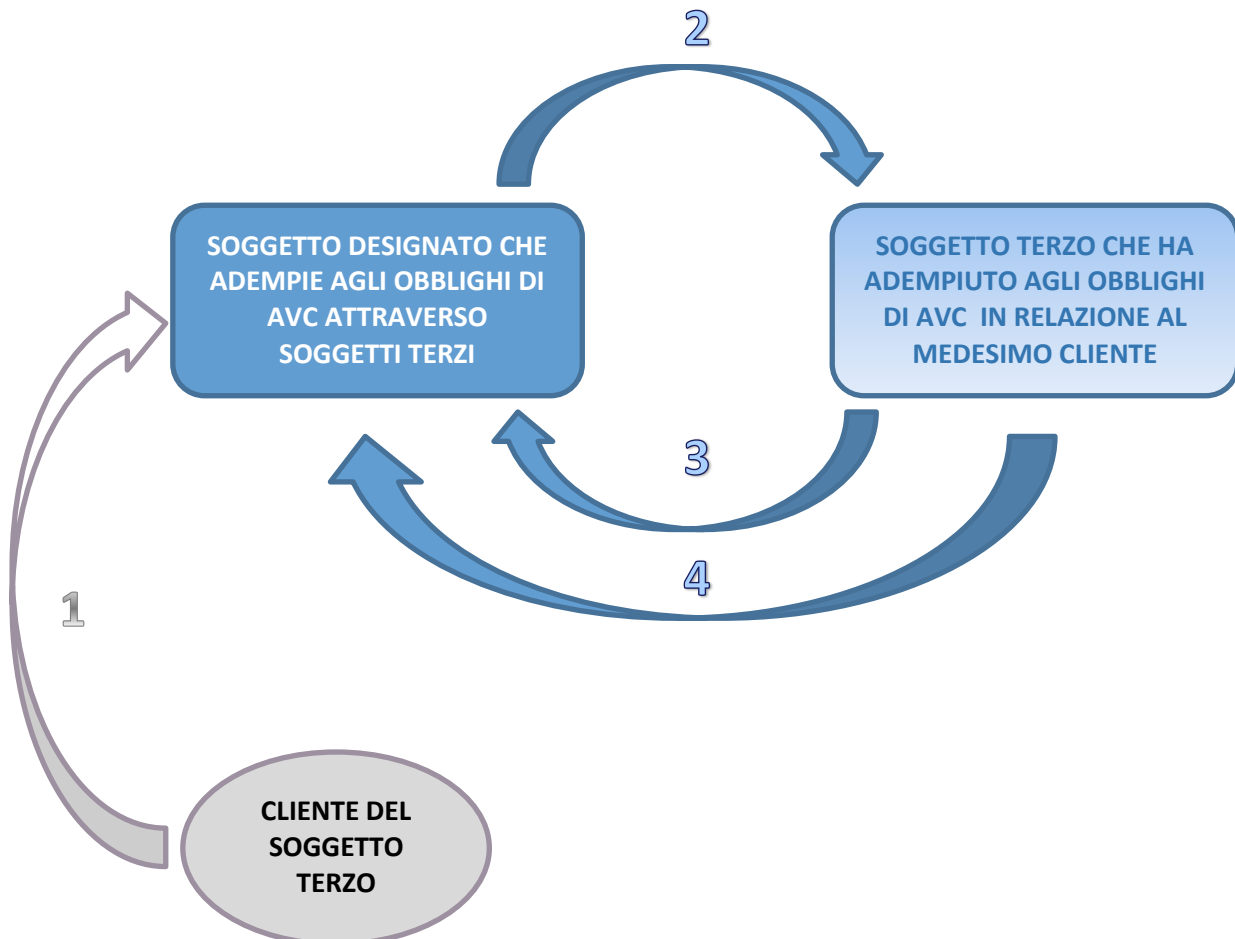 2
SOGGETTO DESIGNATO CHE
ADEMPIE AGLI OBBLIGHI DI
AVC ATTRAVERSO
SOGGETTI TERZI
SOGGETTO TERZO CHE HA
ADEMPIUTO AGLI OBBLIGHI
DI AVC IN RELAZIONE AL
MEDESIMO CLIENTE
3
4
1
CLIENTE DEL
SOGGETTO
TERZO